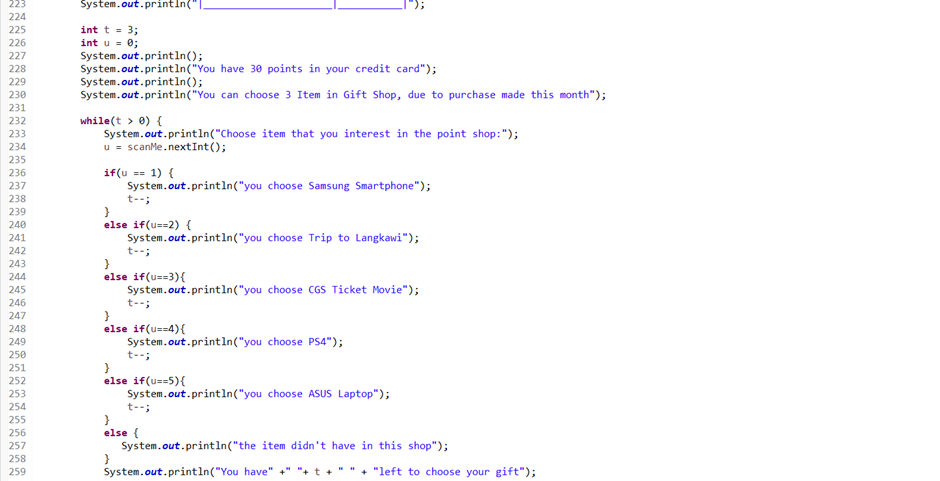 223 System.out.println("|____________________|__________|");
224
225 int t = 3;
226 int u = 0;
227 System.out.println();
228 System.out.println("You have 30 points in your credit card");
229 System.out.println();
230 System.out.println("You can choose 3 Item in Gift Shop, due to purchase made this month");
231
232 while(t > 0) {
233 System.out.println("Choose item that you interest in the point shop:");
234 u = scanMe.nextInt();
235
236 if(u == 1) {
237 System.out.println("you choose Samsung Smartphone");
238 t--;
239 }
240 else if(u==2) {
241 System.out.println("you choose Trip to Langkawi");
242 t--;
243 }
244 else if(u==3){
245 System.out.println("you choose CGS Ticket Movie");
246 t--;
247 }
248 else if(u==4){
249 System.out.println("you choose PS4");
250 t--;
251 }
252 else if(u==5){
253 System.out.println("you choose ASUS Laptop");
254 t--;
255 }
256 else {
257 System.out.println("the item didn't have in this shop");
258 }
259 System.out.println("You have" +" "+ t + " " + "left to choose your gift");